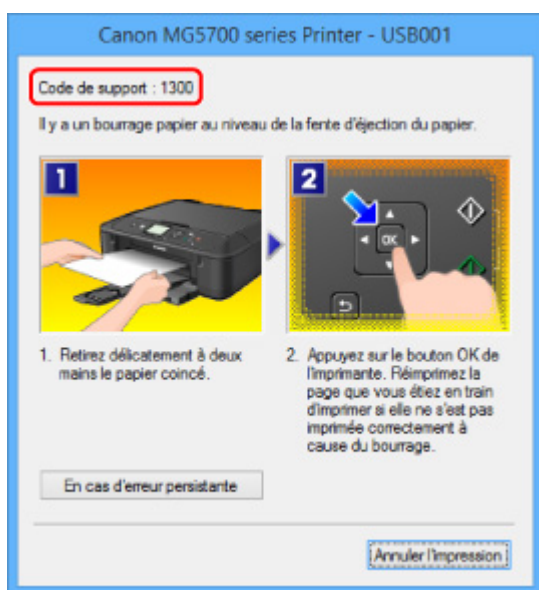 Canon MG5700 series Printer - USB001
Code de support : 1300
Il y a un bourrage papier au niveau de la fente d'éjection du papier.
1
2
OK
1. Retirez délicatement à deux
mains le papier coincé.
2. Appuyez sur le bouton OK de
l'imprimante. Réimprimez la
page que vous étiez en train
d'imprimer si elle ne s'est pas
imprimée correctement à
cause du bourrage.
En cas d'erreur persistante
Annuler l'impression